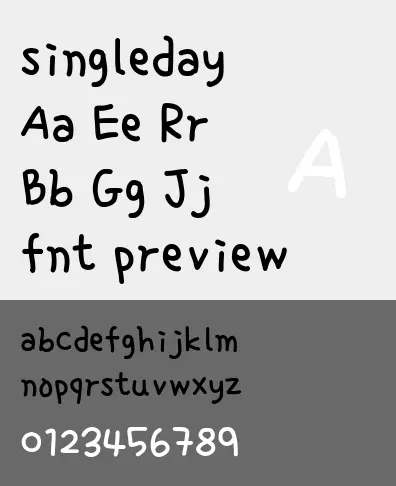 singleday
Aa Ee Rr
A
Bb Gg Jj
fnt preview
abcdefghijklm
nopqrstuvwxyz
0123456789